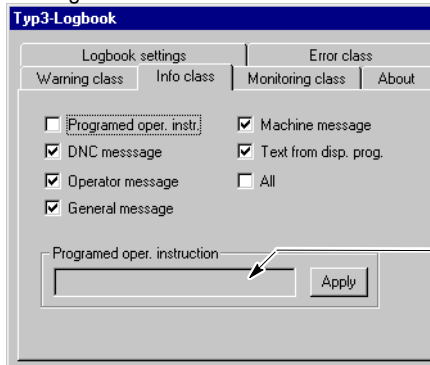 Typ3-Logbook
Logbook settings Error class
Warning class Info class Monitoring class About
Programed oper. instr. Machine message
DNC messsage Text from disp. prog.
Operator message All
General message
Programed oper. instruction
Apply